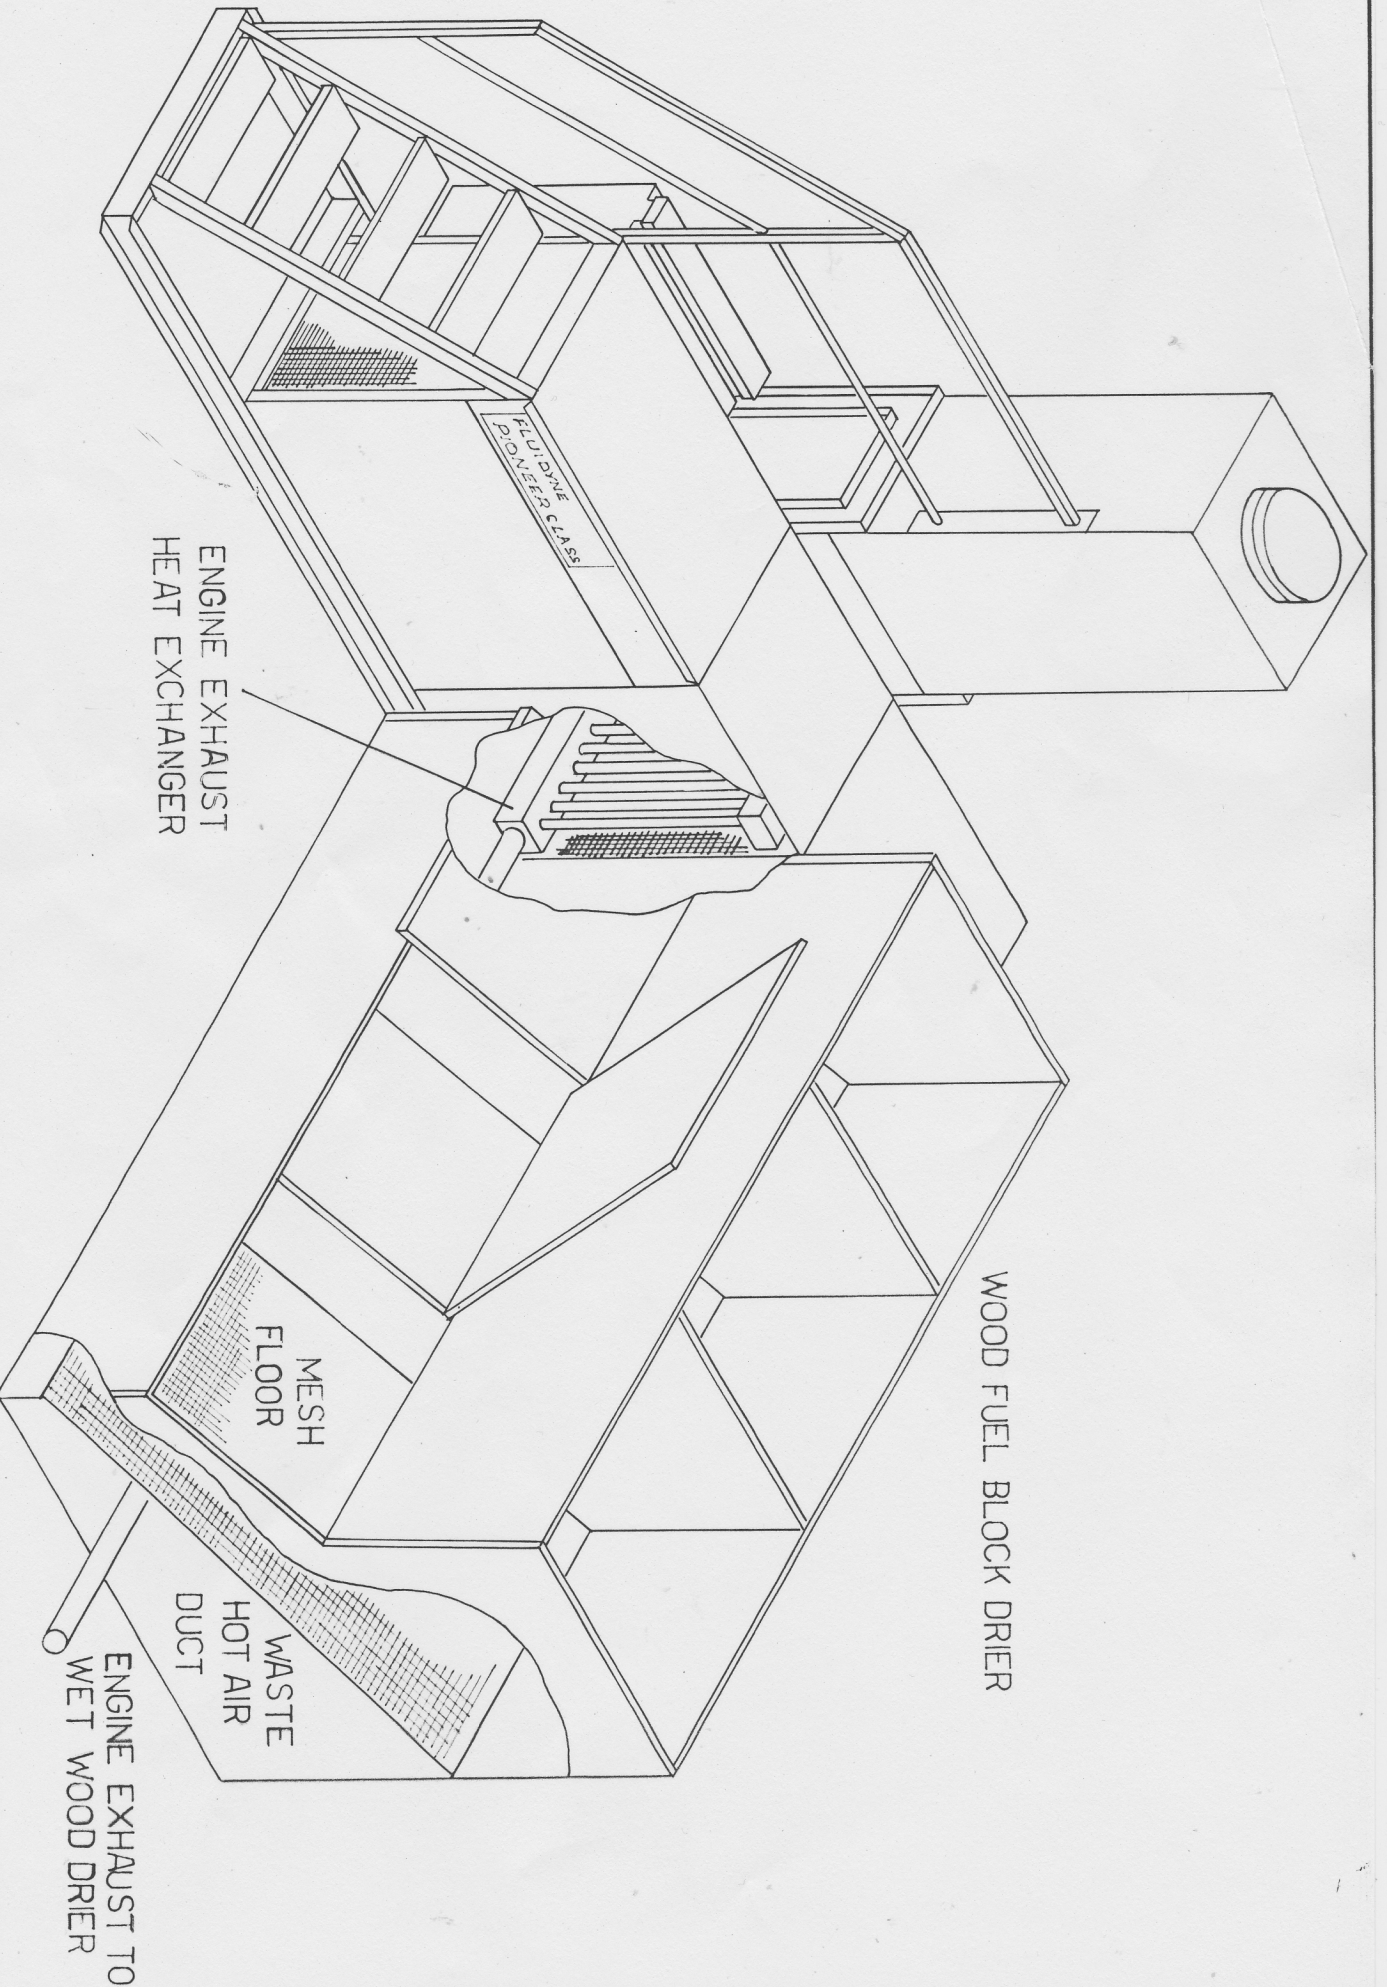 WOOD FUEL BLOCK DRIER
FLUIDYNE
PIONEER CLASS
ENGINE EXHAUST
HEAT EXCHANGER
MESH
FLOOR
WASTE
HOT AIR
DUCT
ENGINE EXHAUST TO
WET WOOD DRIER